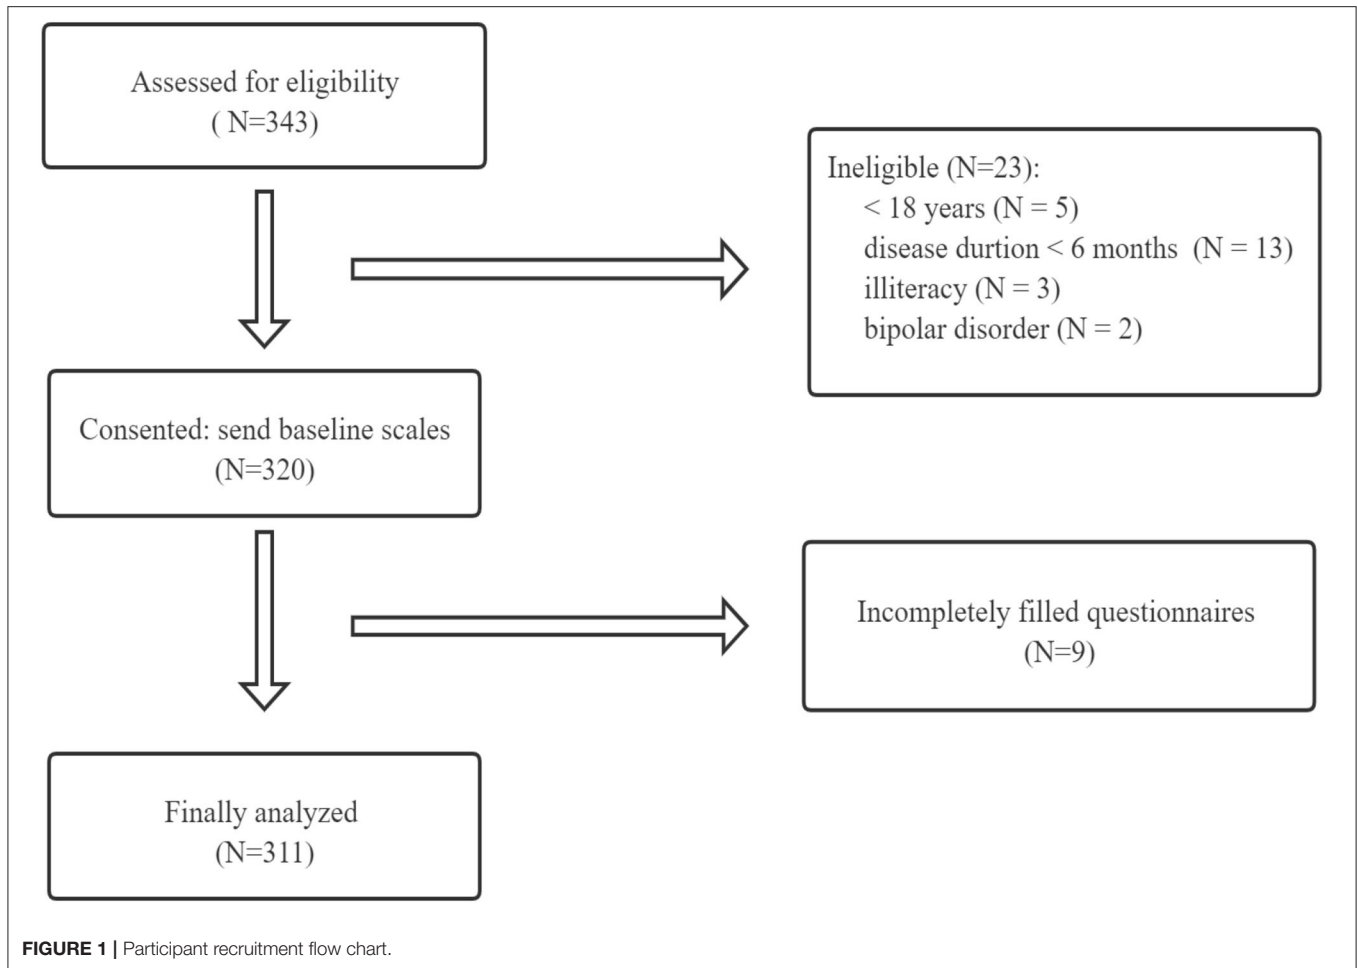 Assessed for eligibility
( N=343)
Ineligible (N=23):
< 18 years (N = 5)
disease durtion < 6 months (N = 13)
illiteracy (N = 3)
bipolar disorder (N = 2)
Consented: send baseline scales
(N=320)
Incompletely filled questionnaires
(N=9)
Finally analyzed
(N=311)
FIGURE 1 | Participant recruitment flow chart.